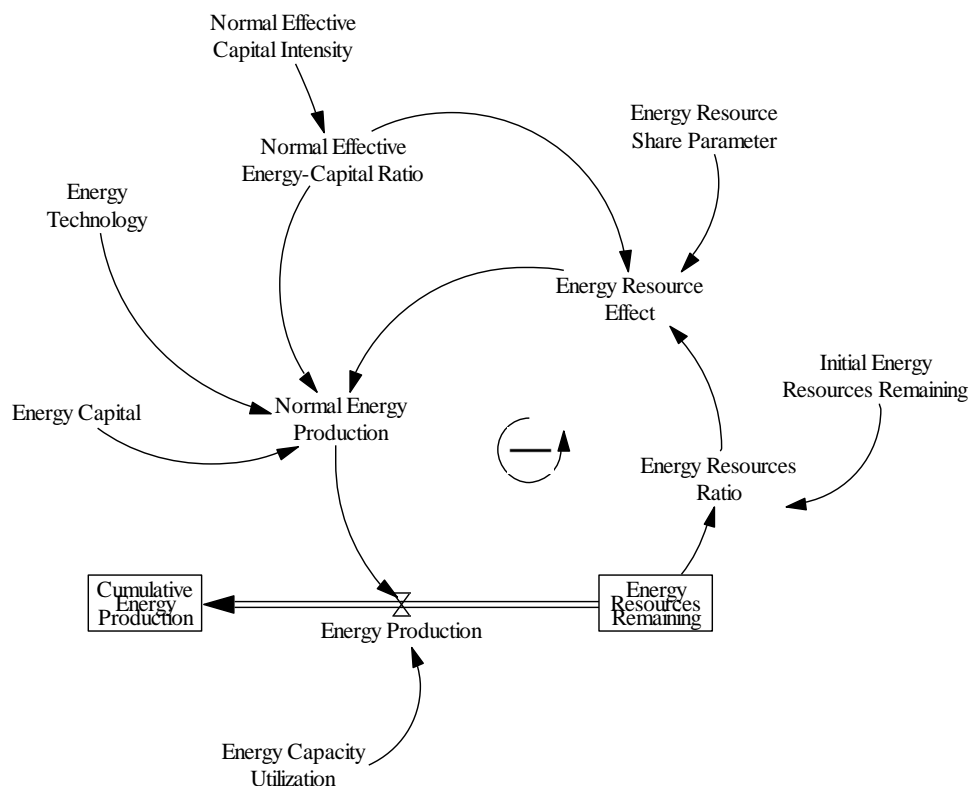 Normal Effective
Capital Intensity
Normal Effective
Energy-Capital Ratio
Energy Resource
Share Parameter
Energy
Technology
Energy Resource
Effect
Initial Energy
Resources Remaining
Energy Capital
Normal Energy
Production
Energy Resources
Ratio
Cumulative
Energy
Production
Energy
Resources
Remaining
Energy Production
Energy Capacity
Utilization